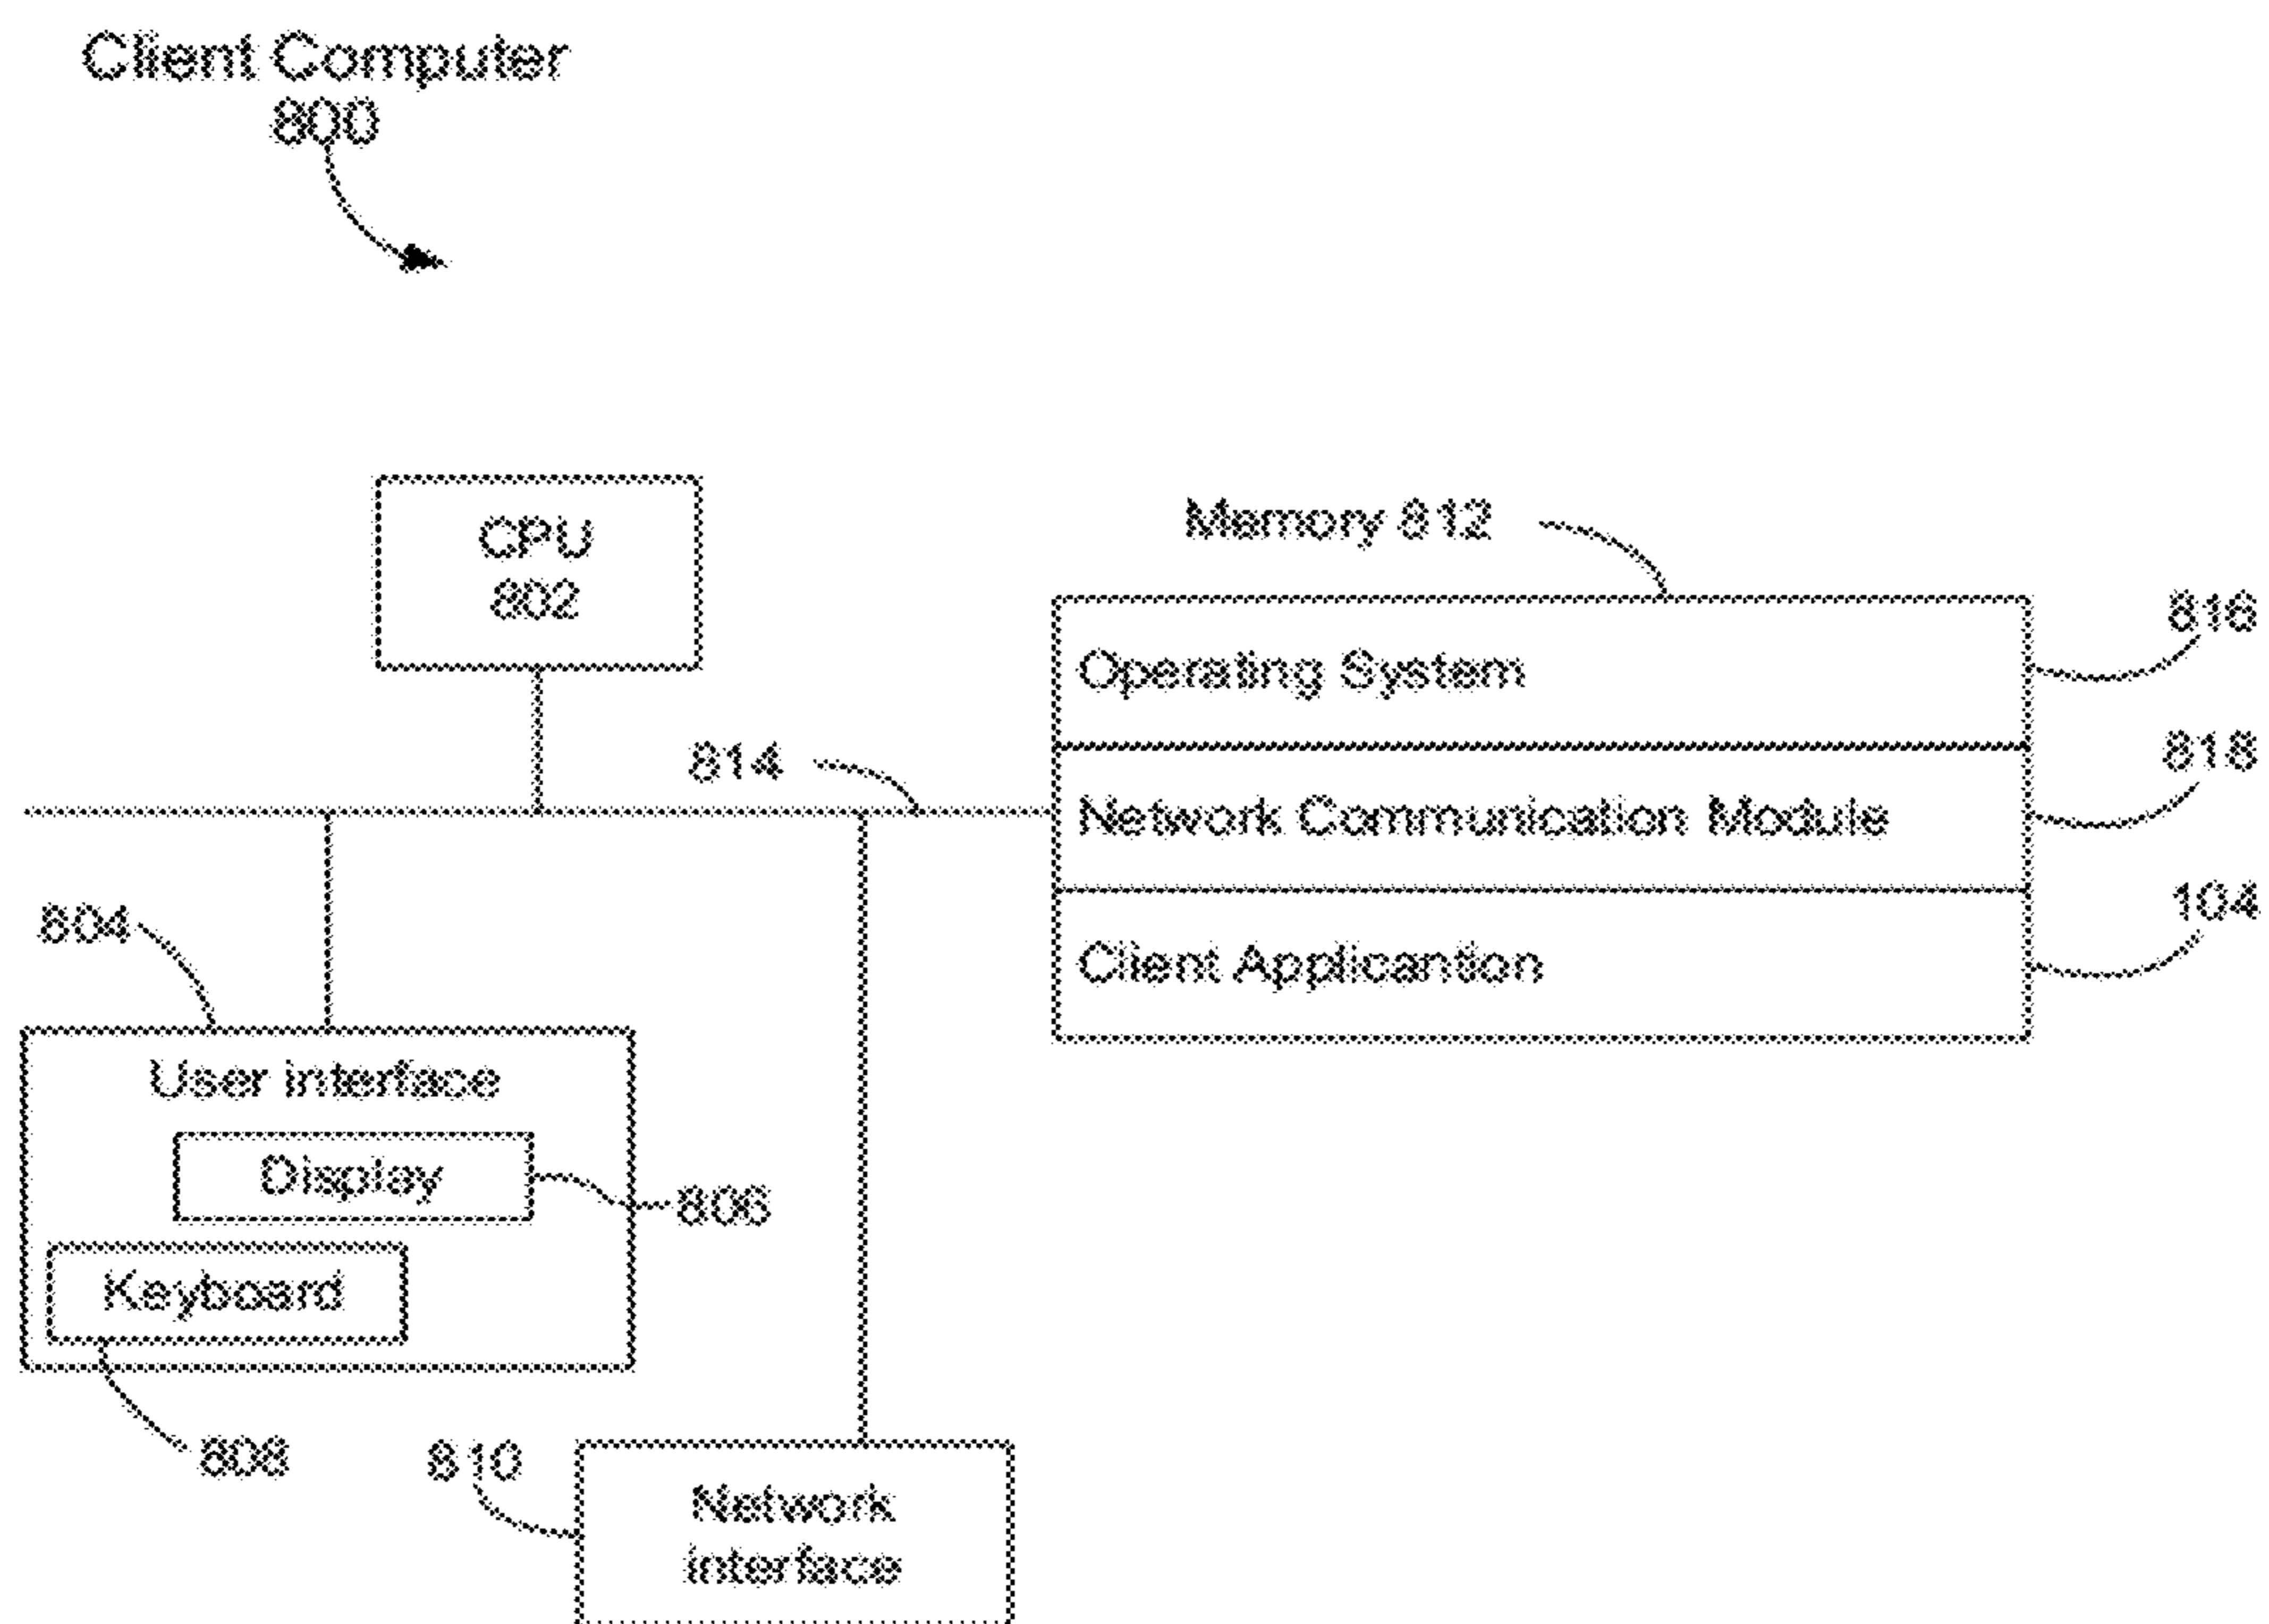 Client Computer
800
CPU
802
Memory 812
816
Operating System
814
818
Network Communication Module
804
104
Client Applicantion
User interface
Display
806
Keyboard
808
810
Network
interface